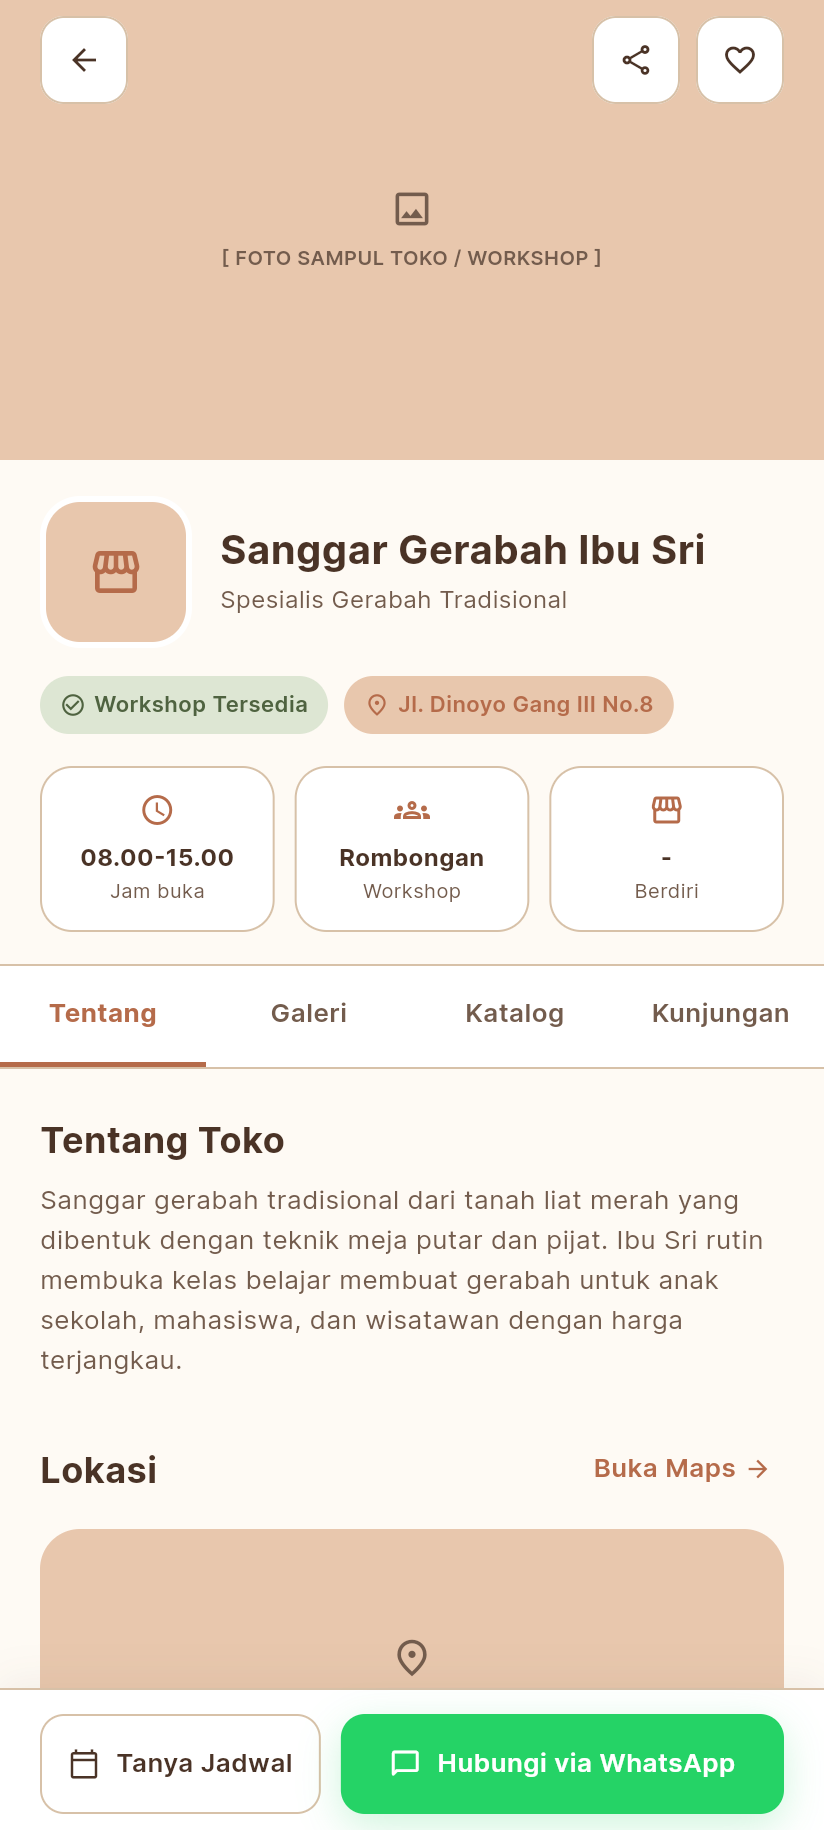 [ FOTO SAMPUL TOKO / WORKSHOP ]
Sanggar Gerabah Ibu Sri
Spesialis Gerabah Tradisional
Workshop Tersedia
Jl. Dinoyo Gang III No.8
08.00-15.00
Jam buka
Rombongan
Workshop
-
Berdiri
Tentang
Galeri
Katalog
Kunjungan
Tentang Toko
Sanggar gerabah tradisional dari tanah liat merah yang
dibentuk dengan teknik meja putar dan pijat. Ibu Sri rutin
membuka kelas belajar membuat gerabah untuk anak
sekolah, mahasiswa, dan wisatawan dengan harga
terjangkau.
Lokasi
Buka Maps →
Tanya Jadwal
Hubungi via WhatsApp